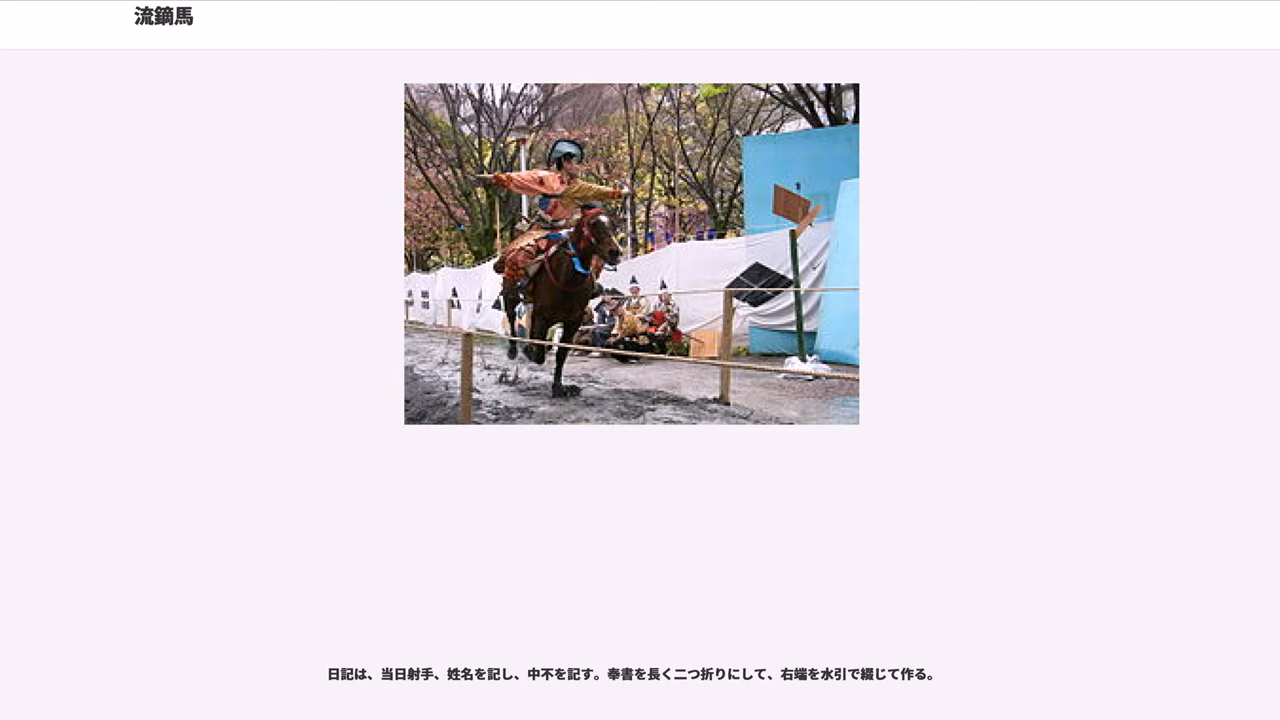 流鏑馬
日記は、当日射手、姓名を記し、中不を記す。奉書を長く二つ折りにして、右端を水引で綴じて作る。